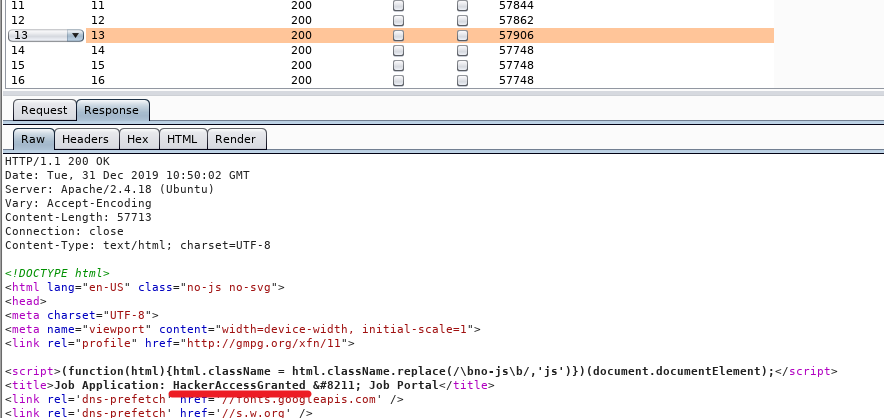 11 11 200 57844
12 12 200 57862
13 13 200 57906
14 14 200 57748
15 15 200 57748
16 16 200 57748
Request Response
Raw Headers Hex HTML Render
HTTP/1.1 200 OK
Date: Tue, 31 Dec 2019 10:50:02 GMT
Server: Apache/2.4.18 (Ubuntu)
Vary: Accept-Encoding
Content-Length: 57713
Connection: close
Content-Type: text/html; charset=UTF-8
<!DOCTYPE html>
<html lang="en-US" class="no-js no-svg">
<head>
<meta charset="UTF-8">
<meta name="viewport" content="width=device-width, initial-scale=1">
<link rel="profile" href="http://gmpg.org/xfn/11">
<script>(function(html){html.className = html.className.replace(/\bno-js\b/,'js')})(document.documentElement);</script>
<title>Job Application: HackerAccessGranted &#8211; Job Portal</title>
<link rel='dns-prefetch' href='//fonts.googleapis.com' />
<link rel='dns-prefetch' href='//s.w.org' />